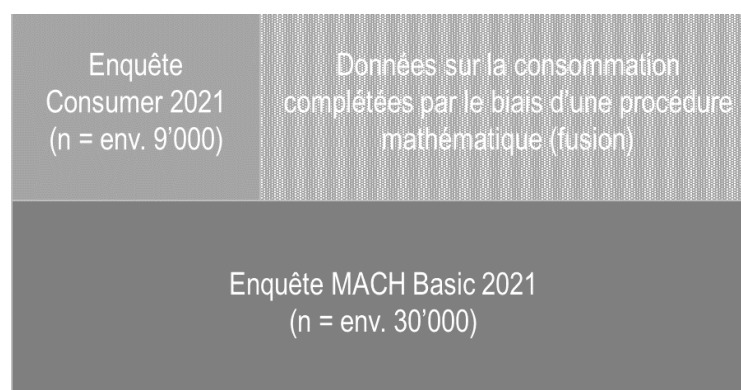 Enquête
Consumer 2021
(n = env. 9'000)
Données sur la consommation
complétées par le biais d'une procédure
mathématique (fusion)
Enquête MACH Basic 2021
(n = env. 30'000)